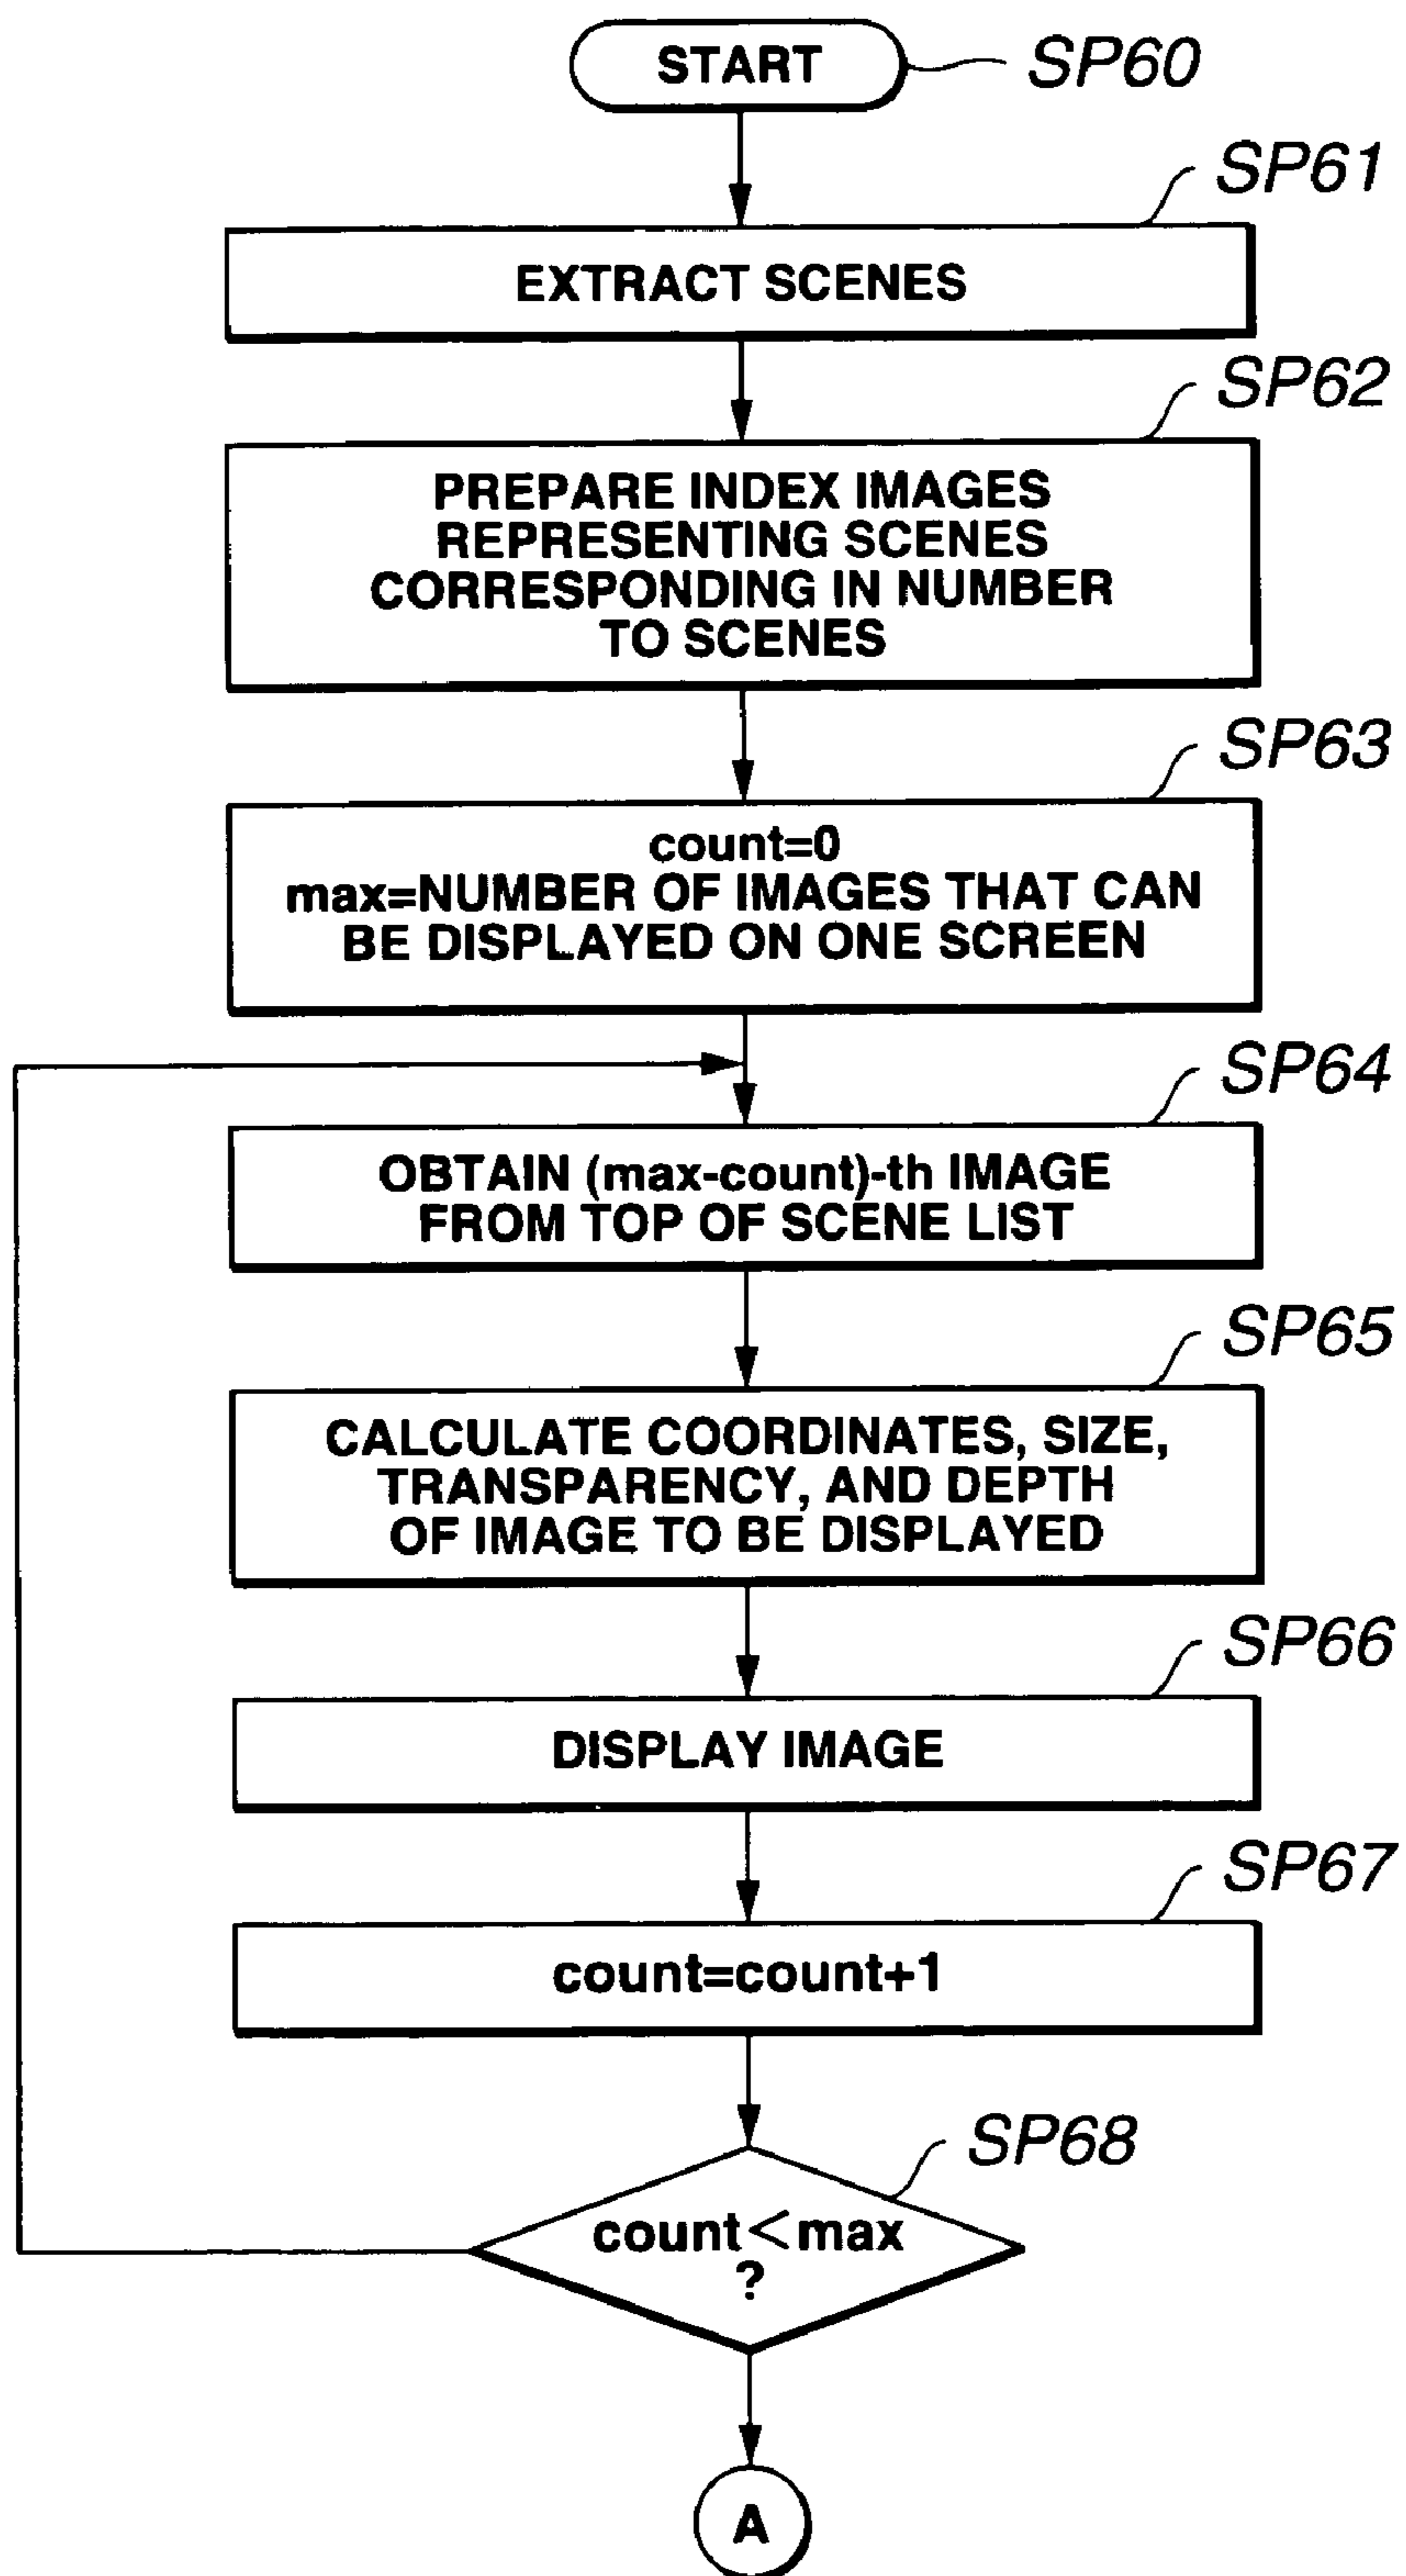 START
SP60
SP61
EXTRACT SCENES
SP62
PREPARE INDEX IMAGES
REPRESENTING SCENES
CORRESPONDING IN NUMBER
TO SCENES
SP63
count=0
max=NUMBER OF IMAGES THAT CAN
BE DISPLAYED ON ONE SCREEN
SP64
OBTAIN (max-count)-th IMAGE
FROM TOP OF SCENE LIST
SP65
CALCULATE COORDINATES, SIZE,
TRANSPARENCY, AND DEPTH
OF IMAGE TO BE DISPLAYED
SP66
DISPLAY IMAGE
SP67
count=count+1
SP68
count<max
?
A